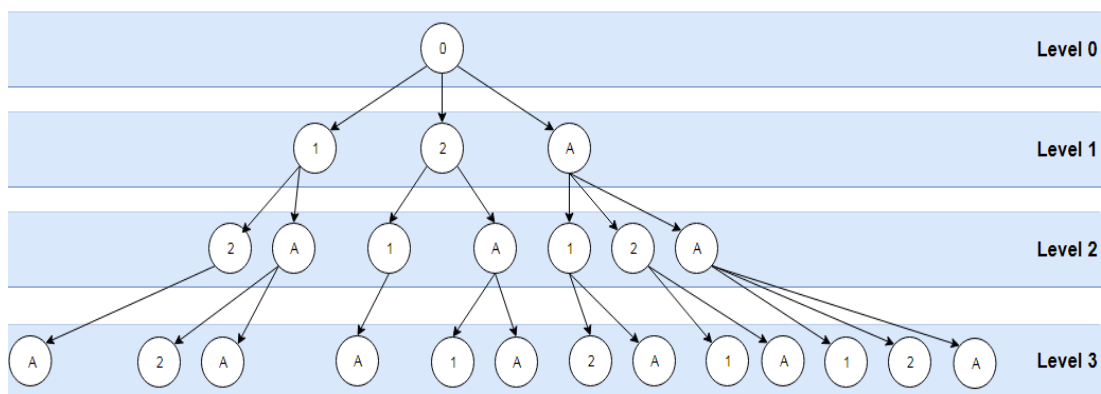 0 Level 0
1 2 A Level 1
2 A 1 A 1 2 A Level 2
A 2 A A 1 A 2 A 1 A 1 2 A Level 3